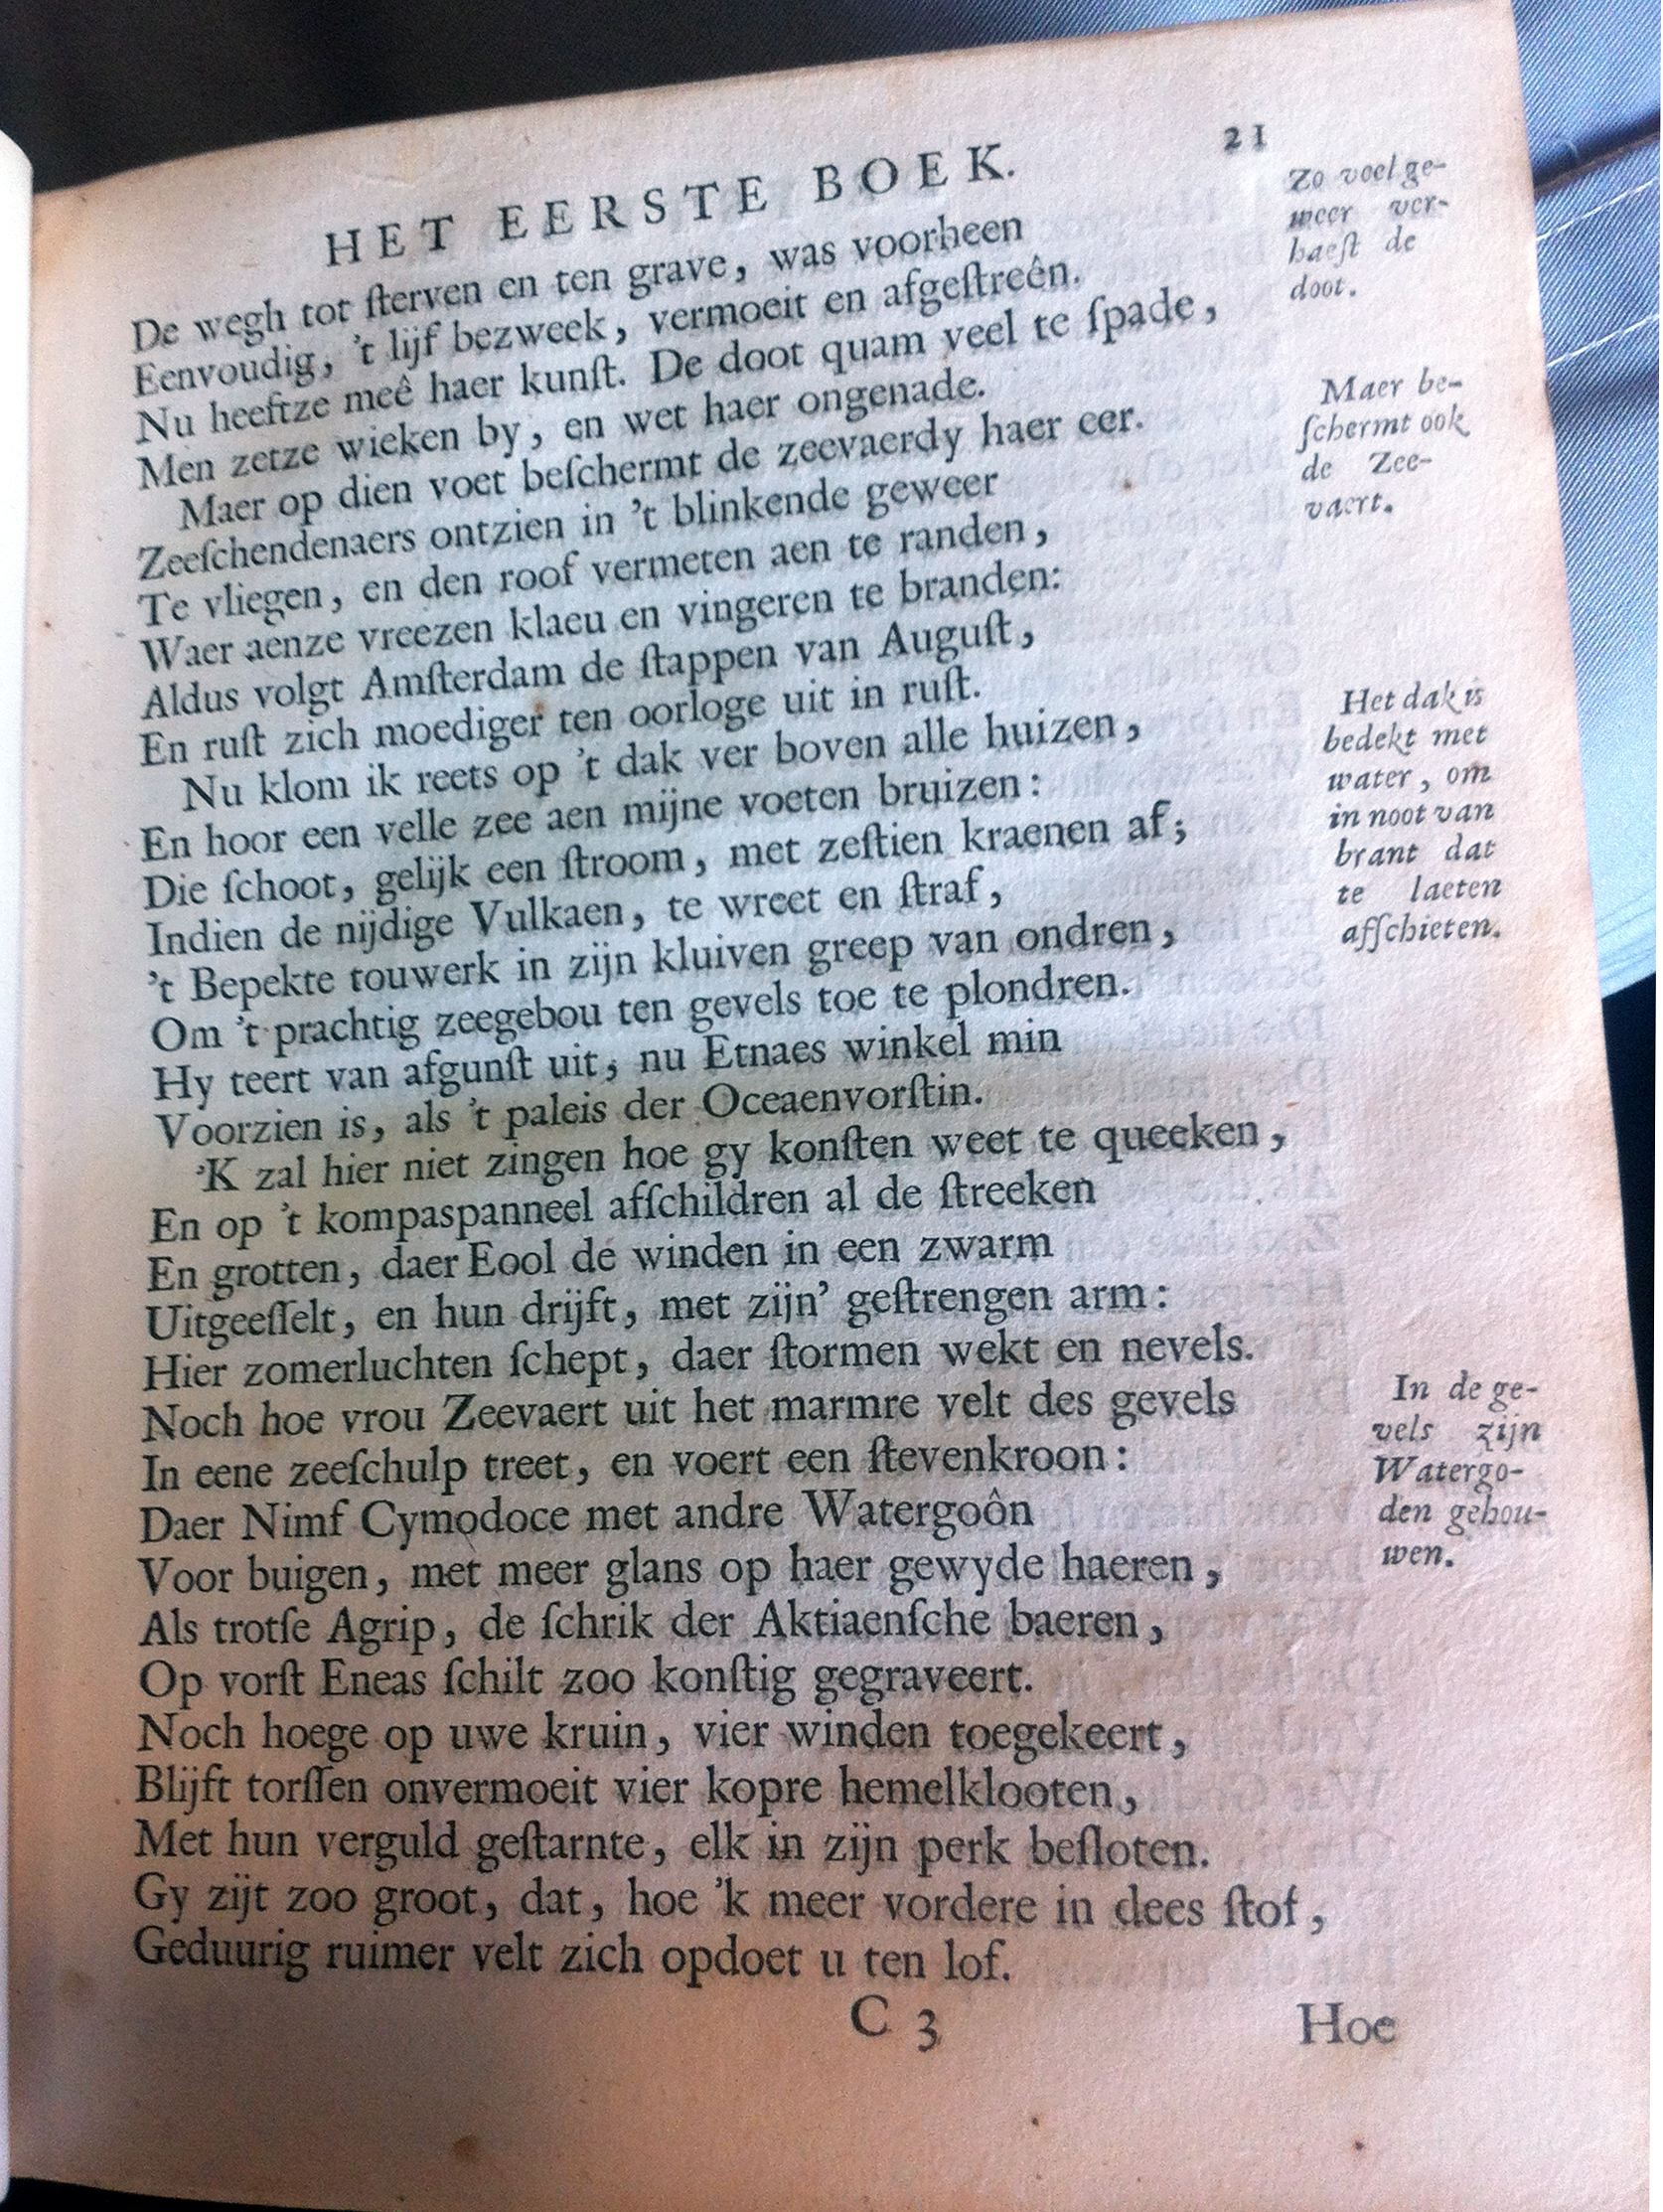 HET EERSTE BOEK. 21
De wegh tot ſterven en ten grave, was voorheen
Eenvoudig, 't lijf bezweek, vermoeit en afgeſtreên.
Nu heeftze meê haer kunſt. De doot quam veel te ſpade,
Men zetze wieken by, en wet haer ongenade.
Maer op dien voet beſchermt de zeevaerdy haer eer.
Zeeſchendenaers ontzien in 't blinkende geweer
Te vliegen, en den roof vermeten aen te randen,
Waer aenze vreezen klaeu en vingeren te branden:
Aldus volgt Amſterdam de ſtappen van Auguſt,
En ruſt zich moediger ten oorloge uit in ruſt.
Nu klom ik reets op 't dak ver boven alle huizen,
En hoor een velle zee aen mijne voeten bruizen:
Die ſchoot, gelijk een ſtroom, met zeſtien kraenen af;
Indien de nijdige Vulkaen, te wreet en ſtraf,
't Bepekte touwerk in zijn kluiven greep van ondren,
Om 't prachtig zeegebou ten gevels toe te plondren.
Hy teert van afgunſt uit, nu Etnaes winkel min
Voorzien is, als 't paleis der Oceaenvorſtin.
'K zal hier niet zingen hoe gy konſten weet te queeken,
En op 't kompaspanneel afſchildren al de ſtreeken
En grotten, daer Eool de winden in een zwarm
Uitgeeſſelt, en hun drijft, met zijn' geſtrengen arm:
Hier zomerluchten ſchept, daer ſtormen wekt en nevels.
Noch hoe vrou Zeevaert uit het marmre velt des gevels
In eene zeeſchulp treet, en voert een ſtevenkroon:
Daer Nimf Cymodoce met andre Watergoôn
Voor buigen, met meer glans op haer gewyde haeren,
Als trotſe Agrip, de ſchrik der Aktiaenſche baeren,
Op vorſt Eneas ſchilt zoo konſtig gegraveert.
Noch hoege op uwe kruin, vier winden toegekeert,
Blijft torſſen onvermoeit vier kopre hemelklooten,
Met hun verguld geſtarnte, elk in zijn perk beſloten.
Gy zijt zoo groot, dat, hoe 'k meer vordere in dees ſtof,
Geduurig ruimer velt zich opdoet u ten lof.
C 3 Hoe
Zo veel ge-
weer ver-
haeſt de
doot.
Maer be-
ſchermt ook
de Zee-
vaert.
Het dak is
bedekt met
water, om
in noot van
brant dat
te laeten
afſchieten.
In de ge-
vels zijn
Watergo-
den gehou-
wen.